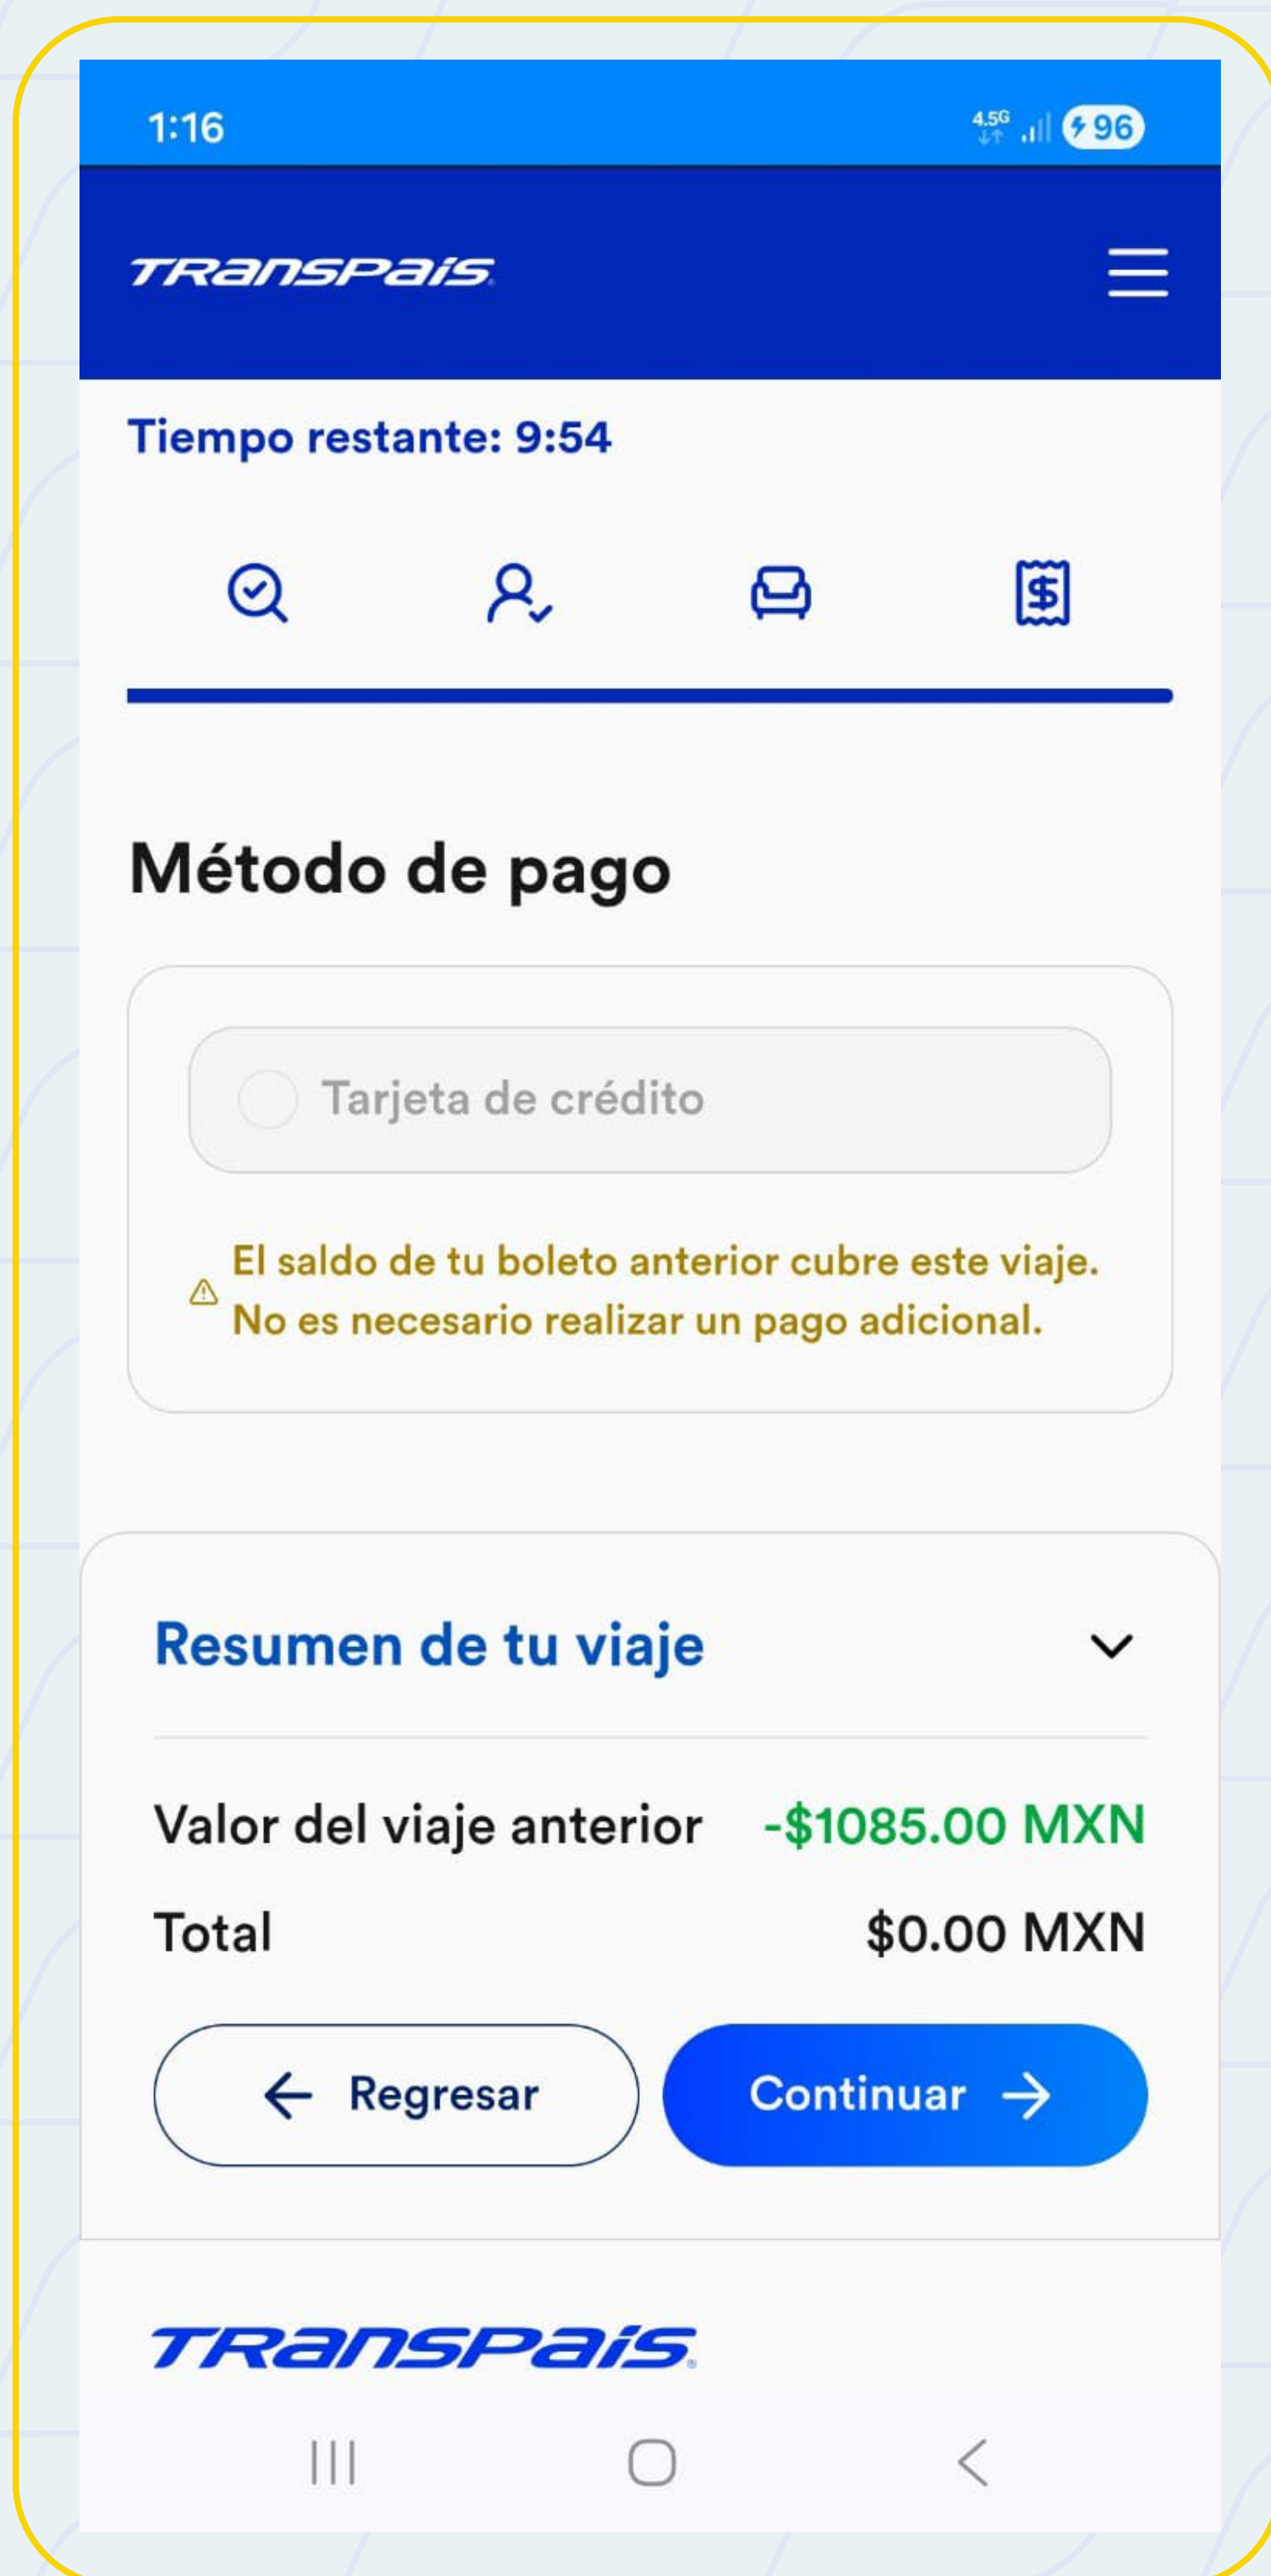 1:16
4.5G
96
TRANSPAÍS
Tiempo restante: 9:54
Método de pago
Tarjeta de crédito
El saldo de tu boleto anterior cubre este viaje.
No es necesario realizar un pago adicional.
Resumen de tu viaje
Valor del viaje anterior -$1085.00 MXN
Total $0.00 MXN
Regresar
Continuar
TRANSPAÍS